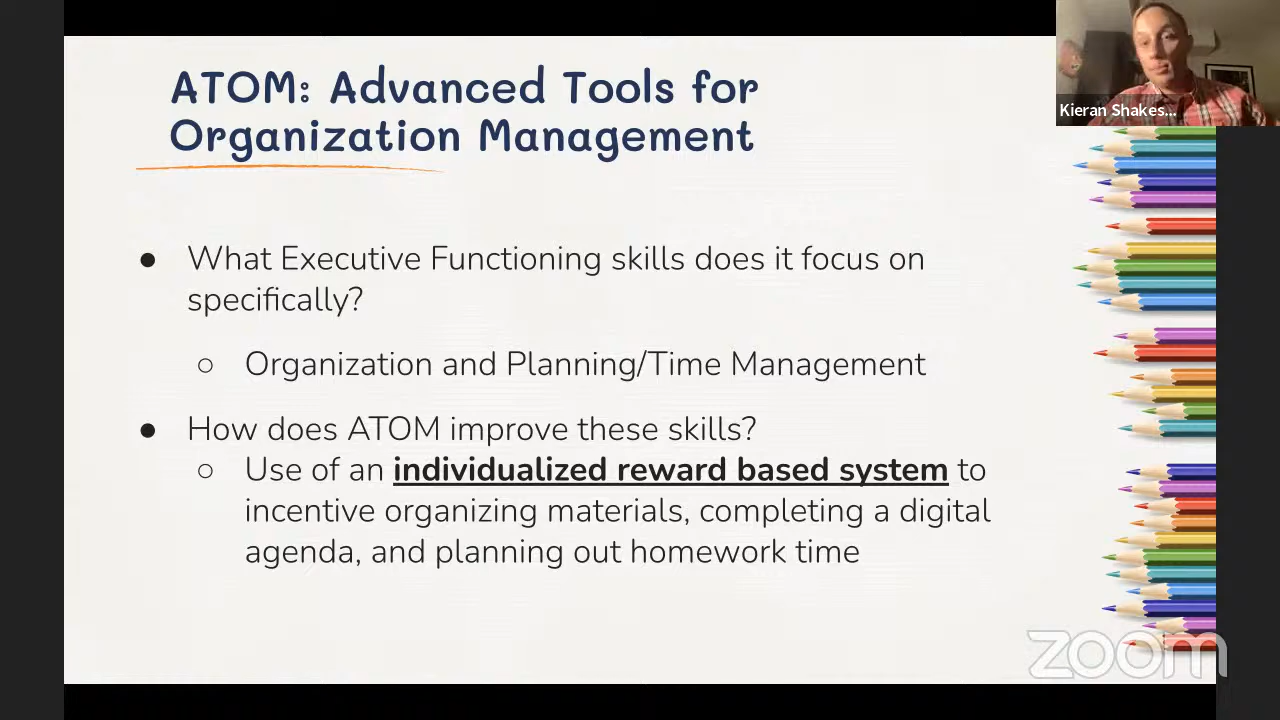 ATOM: Advanced Tools for
Organization Management
Kieran Shakes...
● What Executive Functioning skills does it focus on
specifically?
○ Organization and Planning/Time Management
● How does ATOM improve these skills?
○ Use of an individualized reward based system to
incentive organizing materials, completing a digital
agenda, and planning out homework time
zoom